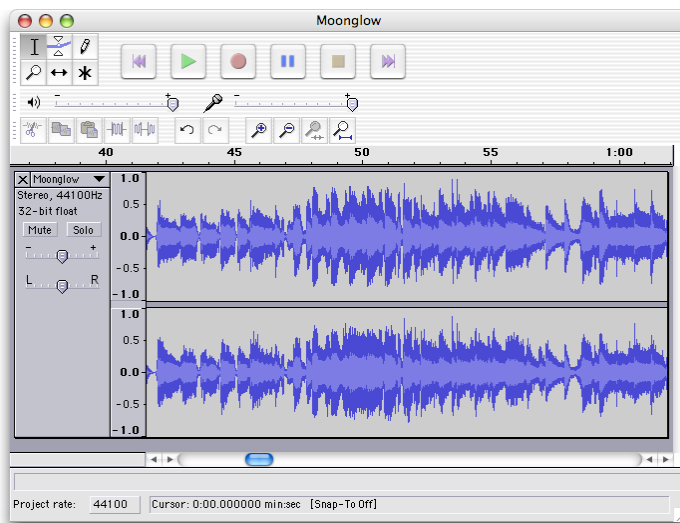 Moonglow
- +
- +
40 45 50 55 1:00
Moonglow
Stereo, 44100Hz
32-bit float
Mute Solo
- +
L R
1.0
0.5
0.0
-0.5
-1.0
1.0
0.5
0.0
-0.5
-1.0
Project rate: 44100 Cursor: 0:00.000000 min:sec [Snap-To Off]